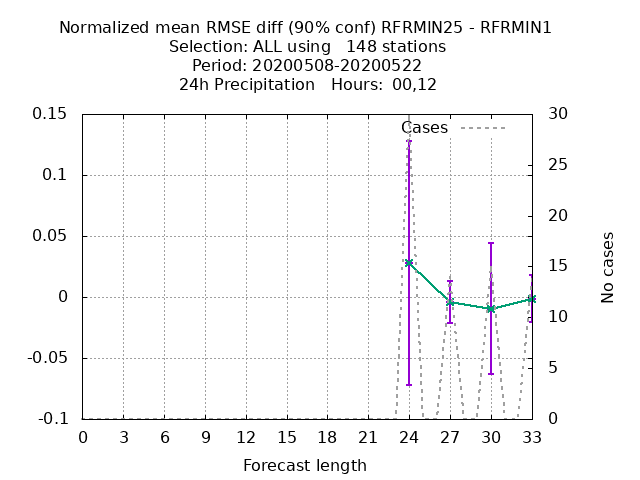 Normalized mean RMSE diff (90% conf) RFRMIN25 - RFRMIN1
Selection: ALL using   148 stations
Period: 20200508-20200522
24h Precipitation   Hours:  00,12
0.15
0.1
0.05
0
-0.05
-0.1
Cases
30
25
20
15
10
5
0
No cases
0 3 6 9 12 15 18 21 24 27 30 33
Forecast length